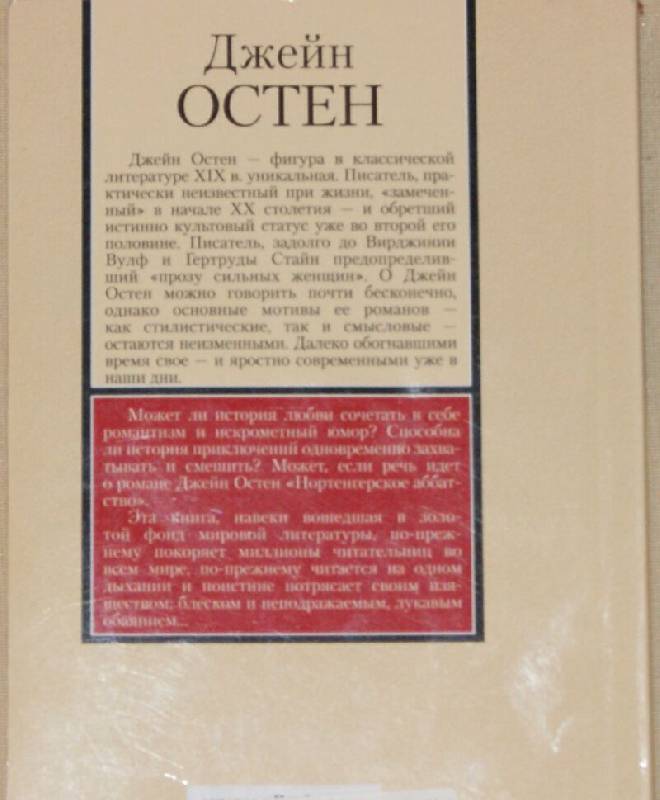 Джейн
ОСТЕН
Джейн Остен — фигура в классической
литературе XIX в. уникальная. Писатель, пра-
ктически неизвестный при жизни, «замечен-
ный» в начале XX столетия — и обретший
истинно культовый статус уже во второй его
половине. Писатель, задолго до Вирджинии
Вулф и Гертруды Стайн предопределив-
ший «прозу сильных женщин». О Джейн
Остен можно говорить почти бесконечно,
однако основные мотивы ее романов —
как стилистические, так и смысловые —
остаются неизменными. Далеко обогнавшими
время свое — и яростно современными уже в
наши дни.
Может ли история любви сочетать в себе
романтизм и искрометный юмор? Способна
ли история приключений одновременно захва-
тывать и смешить? Может, если речь идет
о романе Джейн Остен «Нортенгерское аббат-
ство».
Эта книга, навеки вошедшая в золо-
той фонд мировой литературы, по-преж-
нему покоряет миллионы читательниц во
всем мире, по-прежнему читается на одном
дыхании и поистине потрясает своим изя-
ществом, блеском и неподражаемым, лукавым
обаянием...